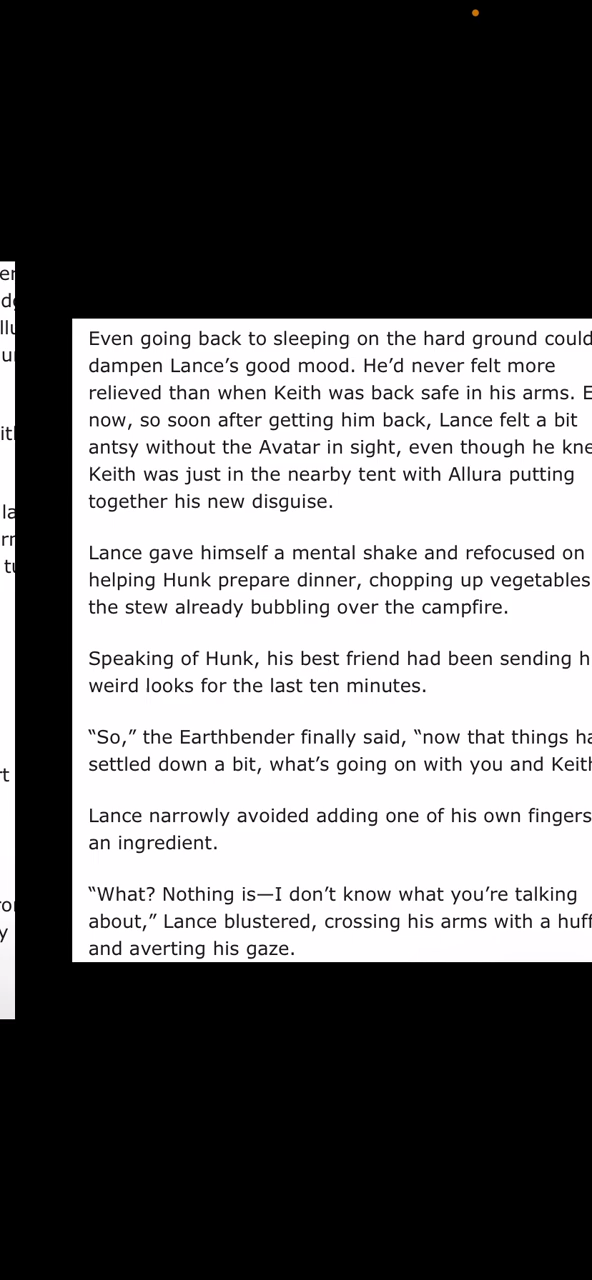 Even going back to sleeping on the hard ground could
dampen Lance’s good mood. He’d never felt more
relieved than when Keith was back safe in his arms.
now, so soon after getting him back, Lance felt a bit
antsy without the Avatar in sight, even though he
Keith was just in the nearby tent with Allura putting
together his new disguise.
Lance gave himself a mental shake and refocused on
helping Hunk prepare dinner, chopping up vegetables
the stew already bubbling over the campfire.
Speaking of Hunk, his best friend had been sending
weird looks for the last ten minutes.
“So,” the Earthbender finally said, “now that things
settled down a bit, what’s going on with you and Keith
Lance narrowly avoided adding one of his own fingers
an ingredient.
“What? Nothing is—I don’t know what you’re talking
about,” Lance blustered, crossing his arms with a huff
and averting his gaze.